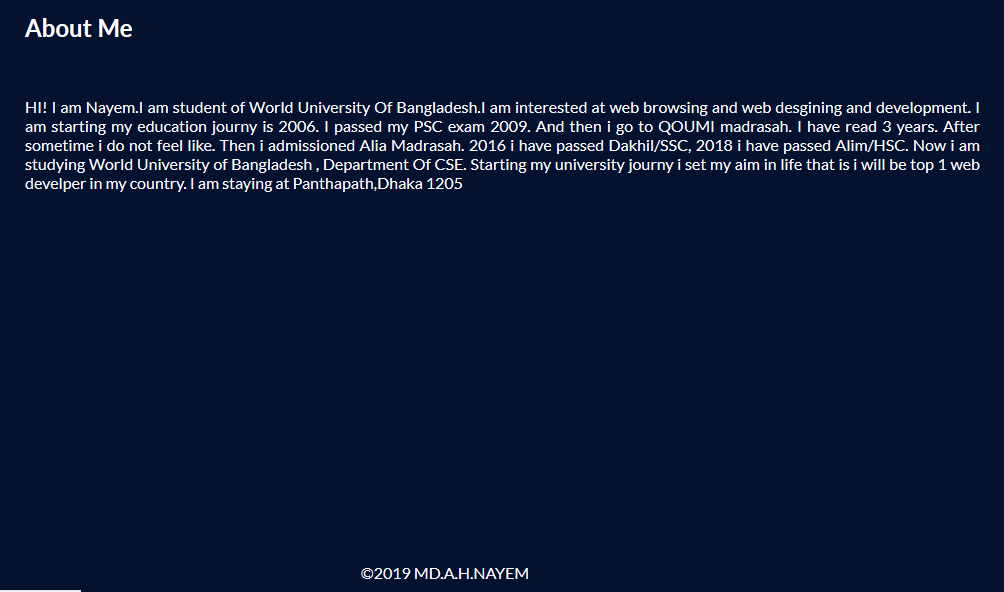 About Me
HI! I am Nayem.I am student of World University Of Bangladesh.I am interested at web browsing and web desgining and development. I
am starting my education journy is 2006. I passed my PSC exam 2009. And then i go to QOUMI madrasah. I have read 3 years. After
sometime i do not feel like. Then i admissioned Alia Madrasah. 2016 i have passed Dakhil/SSC, 2018 i have passed Alim/HSC. Now i am
studying World University of Bangladesh , Department Of CSE. Starting my university journy i set my aim in life that is i will be top 1 web
develper in my country. I am staying at Panthapath,Dhaka 1205
©2019 MD.A.H.NAYEM